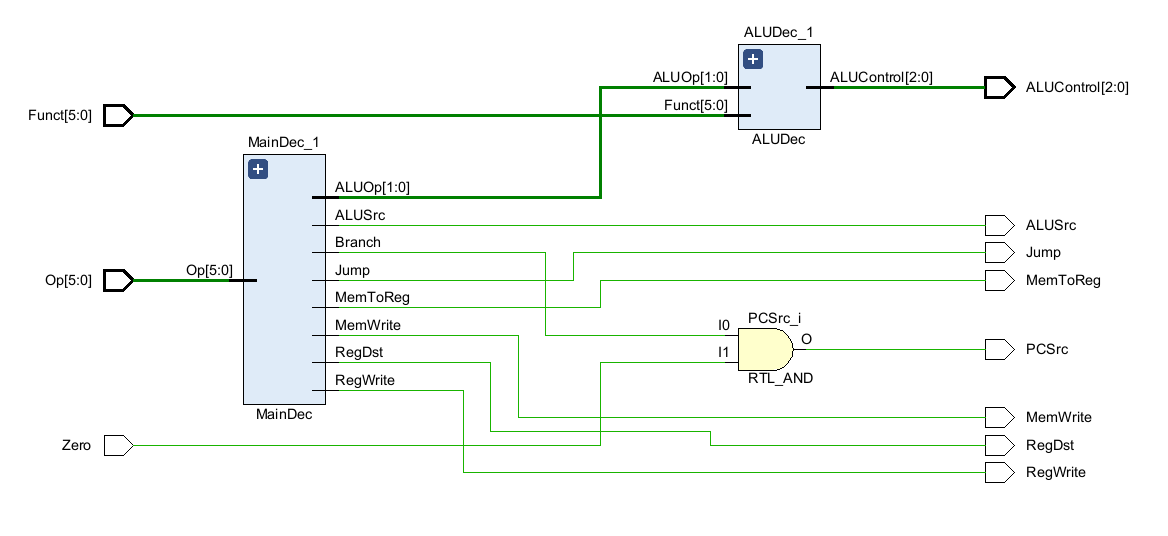 ALUDec_1
ALUOp[1:0]
ALUControl[2:0]
ALUControl[2:0]
Funct[5:0]
Funct[5:0]
ALUDec
MainDec_1
ALUOp[1:0]
ALUSrc
ALUSrc
Branch
Jump
Op[5:0]
Op[5:0]
Jump
MemToReg
MemToReg
PCSrc_i
MemWrite
I0
O
PCSrc
RegDst
I1
RTL_AND
RegWrite
MainDec
MemWrite
Zero
RegDst
RegWrite